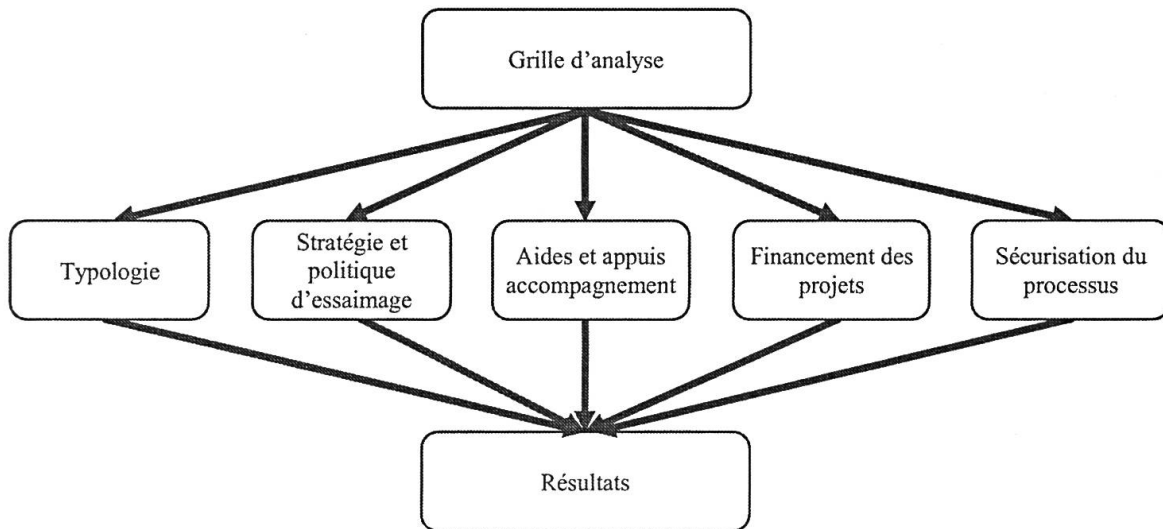 Grille d'analyse
Typologie
Stratégie et
politique
d'essaimage
Aides et appuis
accompagnement
Financement des
projets
Sécurisation du
processus
Résultats